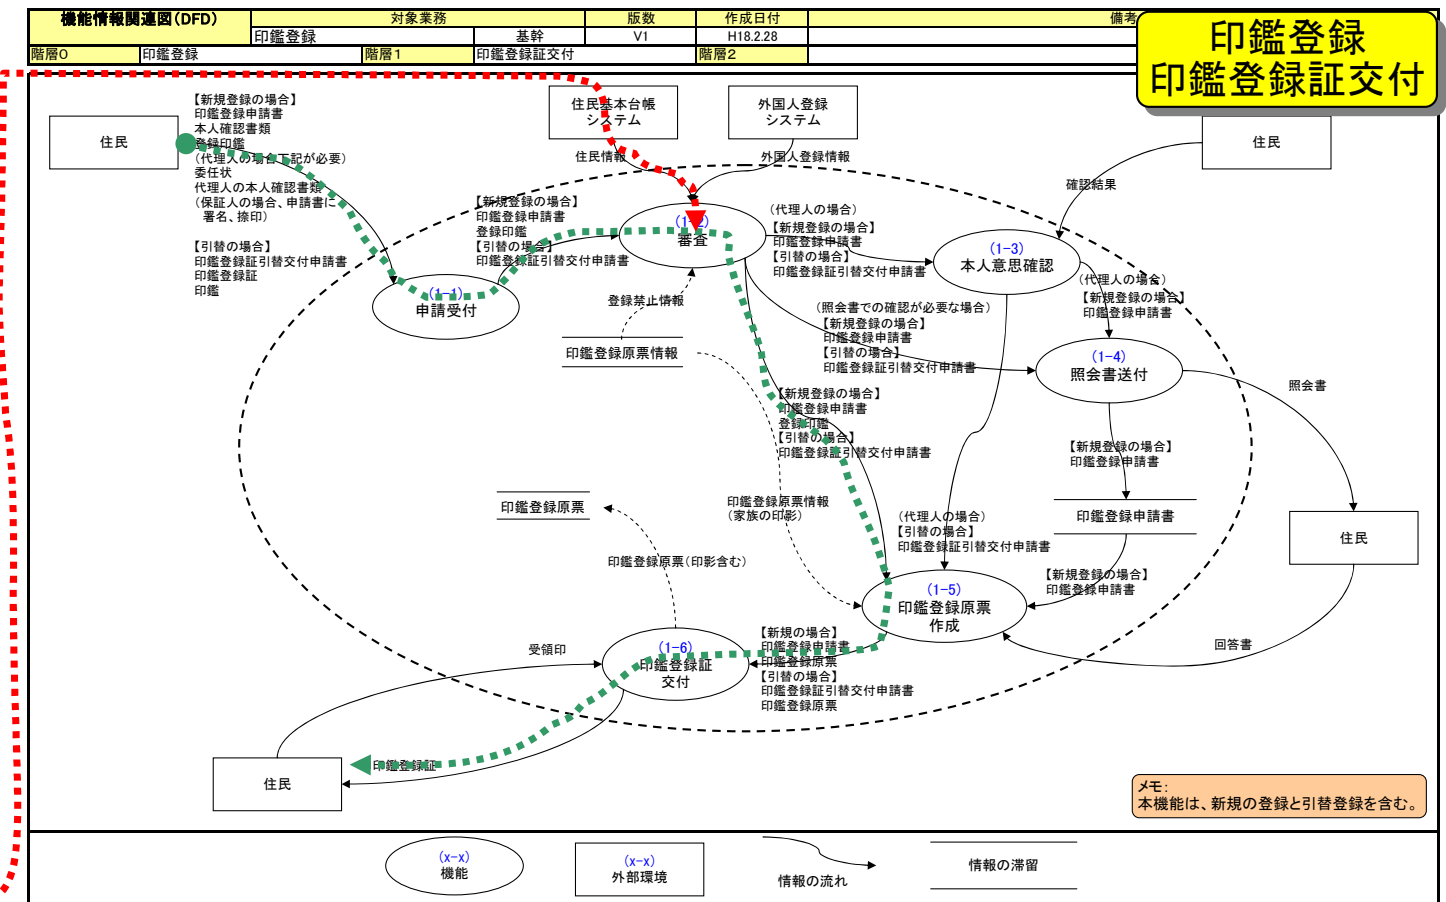 機能情報関連図(DFD)
対象業務
版数
作成日付
備考
印鑑登録
基幹
V1
H18.2.28
階層0
印鑑登録
階層1
印鑑登録証交付
階層2
印鑑登録
印鑑登録証交付
住民
【新規登録の場合】
印鑑登録申請書
本人確認書類
登録印鑑
(代理人の場合下記が必要)
委任状
代理人の本人確認書類
(保証人の場合、申請書に
署名、捺印)
【引替の場合】
印鑑登録証引替交付申請書
印鑑登録証
印鑑
住民基本台帳
システム
外国人登録
システム
住民情報
外国人登録情報
住民
確認結果
(1-1)
申請受付
【新規登録の場合】
印鑑登録申請書
登録印鑑
【引替の場合】
印鑑登録証引替交付申請書
(1-2)
審査
(代理人の場合)
【新規登録の場合】
印鑑登録申請書
【引替の場合】
印鑑登録証引替交付申請書
(1-3)
本人意思確認
(代理人の場合)
【新規登録の場合】
印鑑登録申請書
登録禁止情報
印鑑登録原票情報
(照会書での確認が必要な場合)
【新規登録の場合】
印鑑登録申請書
【引替の場合】
印鑑登録証引替交付申請書
(1-4)
照会書送付
照会書
【新規登録の場合】
印鑑登録申請書
登録印鑑
【引替の場合】
印鑑登録証引替交付申請書
【新規登録の場合】
印鑑登録申請書
印鑑登録申請書
住民
印鑑登録原票
印鑑登録原票情報
(家族の印影)
(代理人の場合)
【引替の場合】
印鑑登録証引替交付申請書
印鑑登録原票(印影含む)
【新規登録の場合】
印鑑登録申請書
(1-5)
印鑑登録原票
作成
回答書
受領印
(1-6)
印鑑登録証
交付
【新規の場合】
印鑑登録申請書
印鑑登録原票
【引替の場合】
印鑑登録証引替交付申請書
印鑑登録原票
住民
印鑑登録証
メモ:
本機能は、新規の登録と引替登録を含む。
(x-x)
機能
(x-x)
外部環境
情報の流れ
情報の滞留